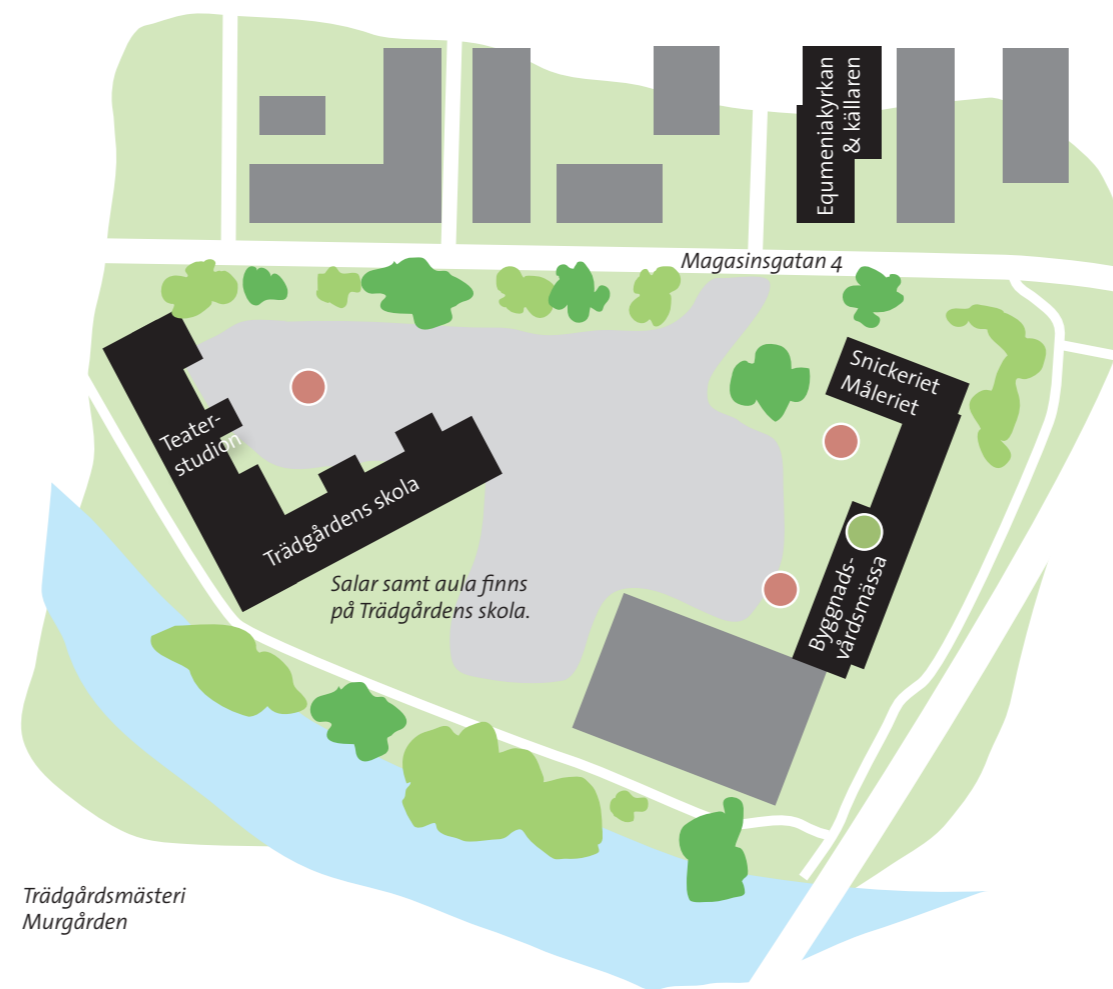 Equmeniakyrkan
& källaren
Magasinsgatan 4
Snickeriet
Måleriet
Teater-
studion
Trädgårdens skola
Salar samt aula finns
på Trädgårdens skola.
Byggnads-
vårdsmässa
Trädgårdsmästeri
Murgården